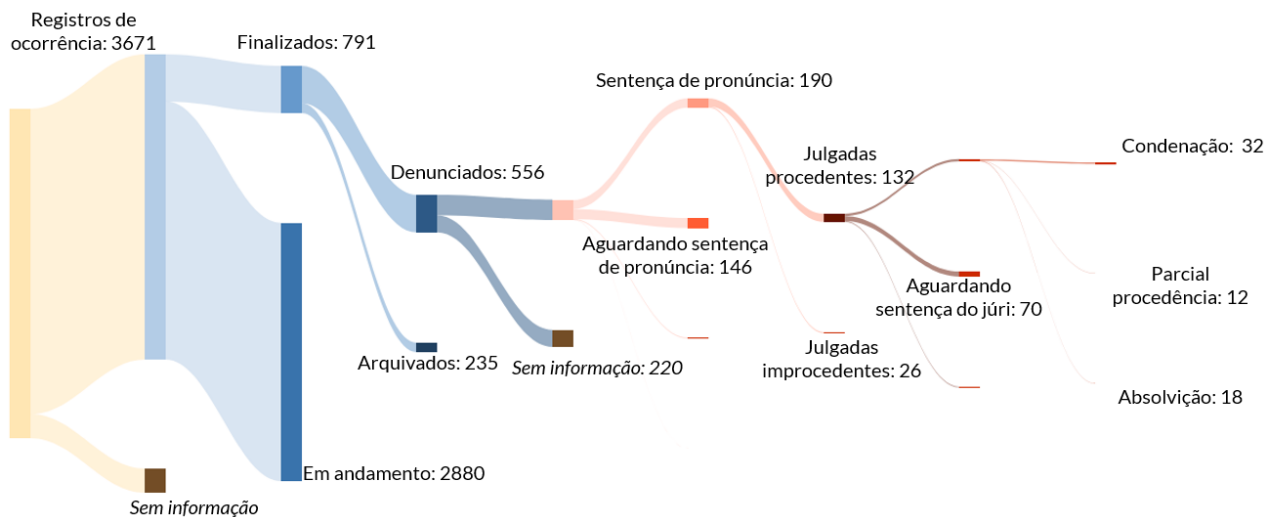 Registros de
ocorrência: 3671
Finalizados: 791
Sentença de pronúncia: 190
Denunciados: 556
Julgadas
procedentes: 132
Condenação: 32
Aguardando sentença
de pronúncia: 146
Aguardando
sentença do júri: 70
Parcial
procedência: 12
Arquivados: 235
Sem informação: 220
Julgadas
improcedentes: 26
Absolvição: 18
Em andamento: 2880
Sem informação